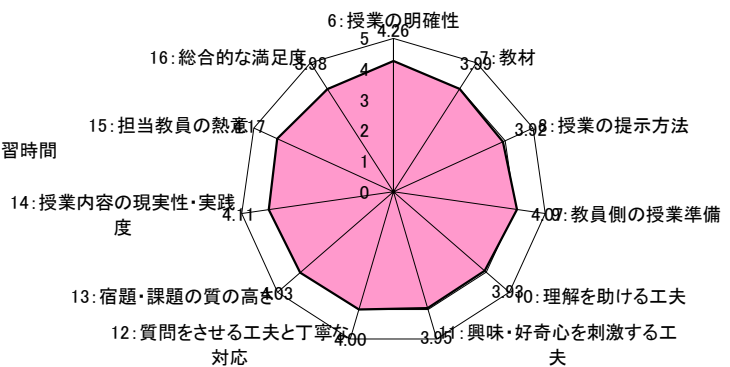 6:授業の明確性
4.26
7:教材
3.99
8:授業の提示方法
3.92
9:教員側の授業準備
4.07
10:理解を助ける工夫
3.93
11:興味・好奇心を刺激する工
夫
3.95
12:質問をさせる工夫と丁寧な
対応
4.00
13:宿題・課題の質の高さ
4.03
14:授業内容の現実性・実践
度
4.11
15:担当教員の熱意
4.17
16:総合的な満足度
3.98
習時間
5
4
3
2
1
0